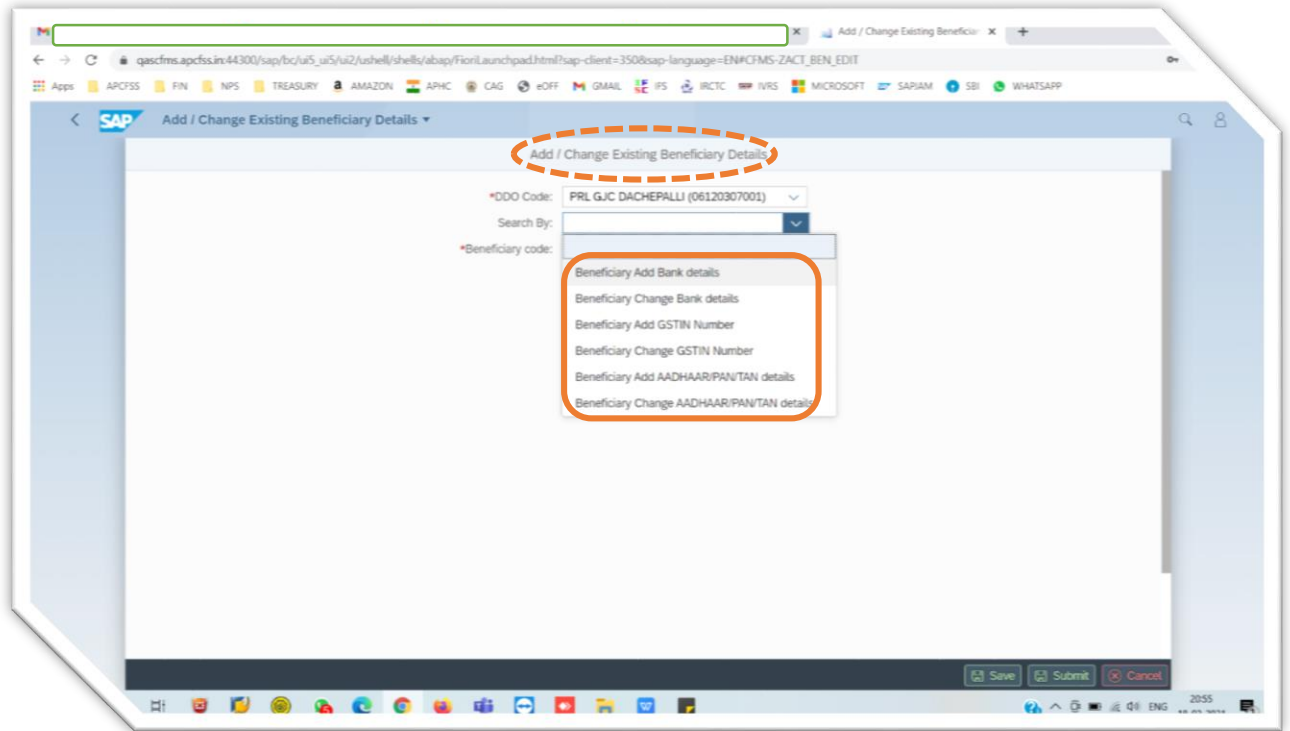 Add / Change Existing Beneficiar
qascfms.apcfss.in:44300/sap/bc/ui5_ui5/ui2/ushell/shells/abap/FioriLaunchpad.html?sap-client=350&sap-language=EN#CFMS-ZACT_BEN_EDIT
Apps APCFSS FIN NPS TREASURY AMAZON APHC CAG eOFF GMAIL IFS IRCTC IVRS MICROSOFT SAPJAM SBI WHATSAPP
SAP Add / Change Existing Beneficiary Details
Add / Change Existing Beneficiary Details
*DDO Code: PRL GJC DACHEPALLI (06120307001)
Search By:
*Beneficiary code:
Beneficiary Add Bank details
Beneficiary Change Bank details
Beneficiary Add GSTIN Number
Beneficiary Change GSTIN Number
Beneficiary Add AADHAAR/PAN/TAN details
Beneficiary Change AADHAAR/PAN/TAN details
Save Submit Cancel
ENG 20:55